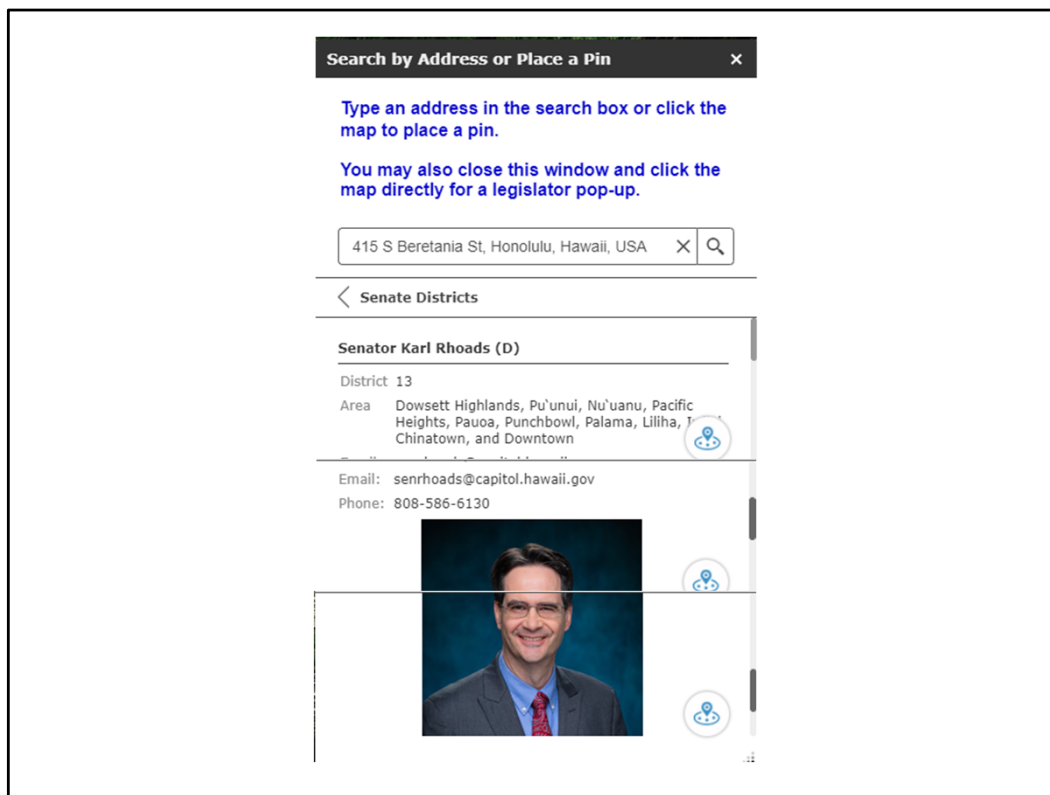 Search by Address or Place a Pin
Type an address in the search box or click the
map to place a pin.
You may also close this window and click the
map directly for a legislator pop-up.
415 S Beretania St, Honolulu, Hawaii, USA
Senate Districts
Senator Karl Rhoads (D)
District 13
Area Dowsett Highlands, Pu`unui, Nu`uanu, Pacific
Heights, Pauoa, Punchbowl, Palama, Liliha,
Chinatown, and Downtown
Email: senrhoads@capitol.hawaii.gov
Phone: 808-586-6130